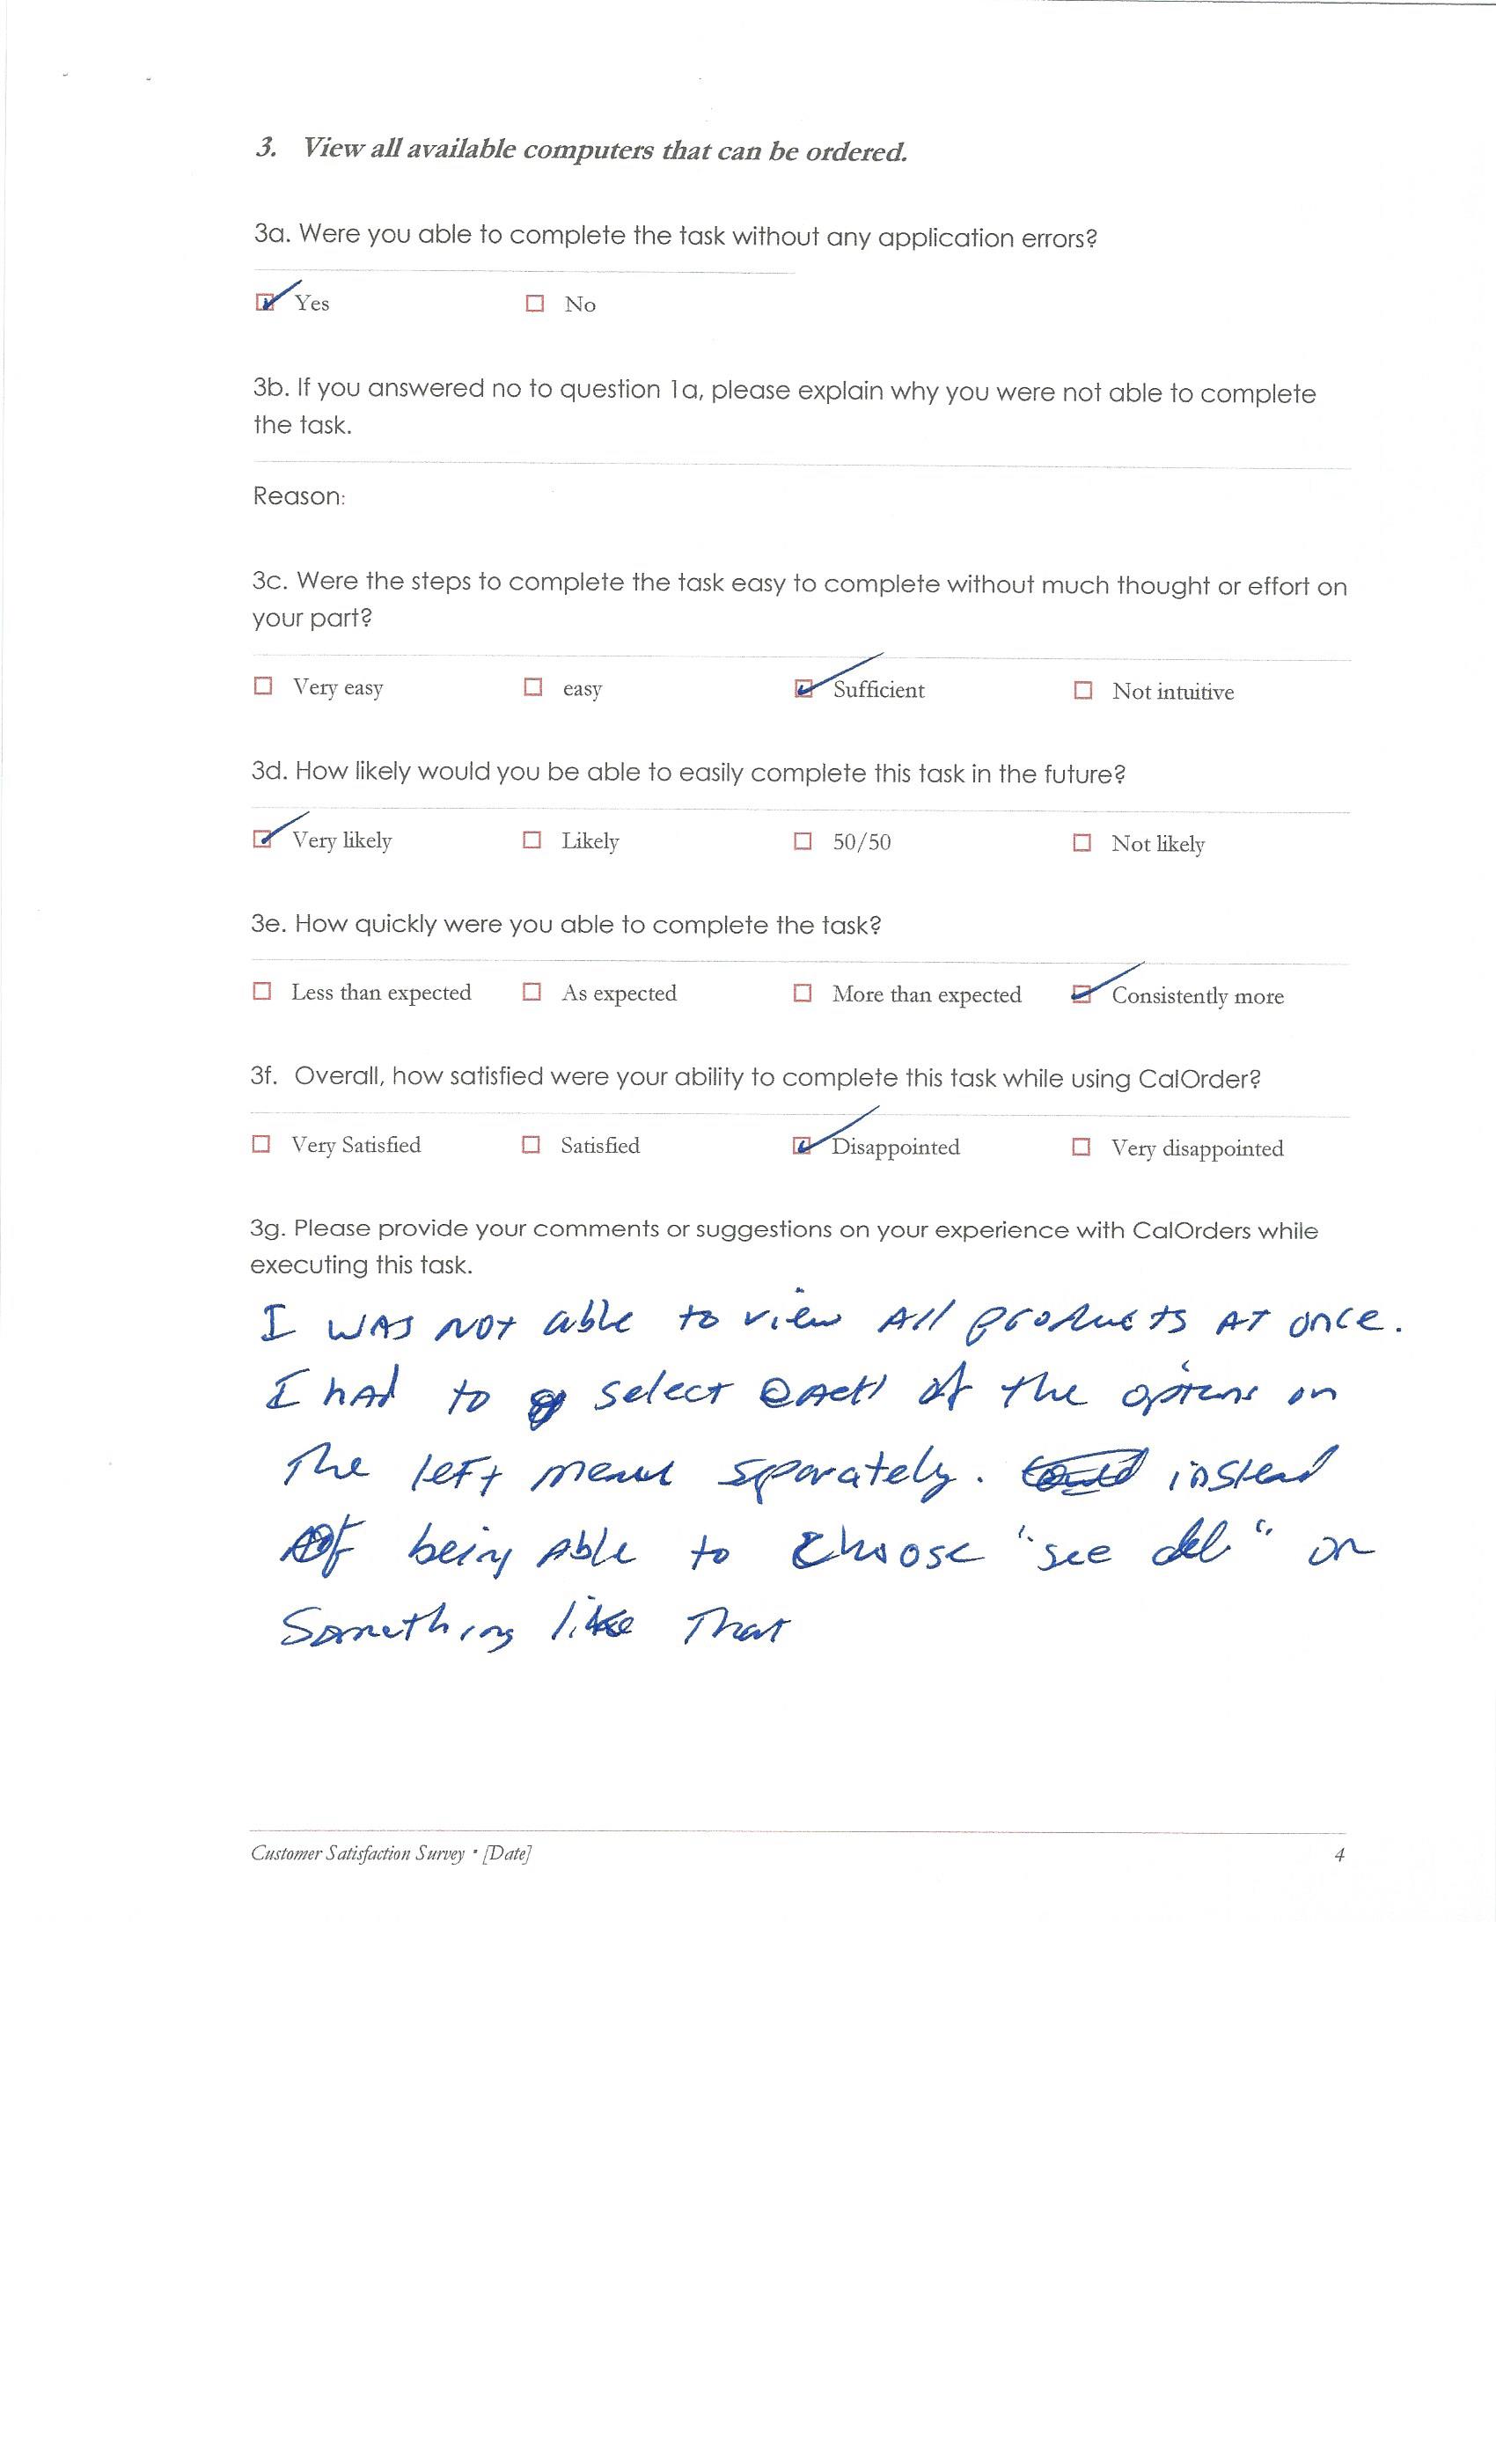 3. View all available computers that can be ordered.
3a. Were you able to complete the task without any application errors?
☑ Yes ☐ No
3b. If you answered no to question 1a, please explain why you were not able to complete
the task.
Reason:
3c. Were the steps to complete the task easy to complete without much thought or effort on
your part?
☐ Very easy ☐ easy ☑ Sufficient ☐ Not intuitive
3d. How likely would you be able to easily complete this task in the future?
☑ Very likely ☐ Likely ☐ 50/50 ☐ Not likely
3e. How quickly were you able to complete the task?
☐ Less than expected ☐ As expected ☐ More than expected ☑ Consistently more
3f. Overall, how satisfied were your ability to complete this task while using CalOrder?
☐ Very Satisfied ☐ Satisfied ☑ Disappointed ☐ Very disappointed
3g. Please provide your comments or suggestions on your experience with CalOrders while
executing this task.
I was not able to view All products AT once.
I had to select each of the options on
The left menu sparately. instead
of being Able to choose "see all" or
Something like That
Customer Satisfaction Survey • [Date] 4